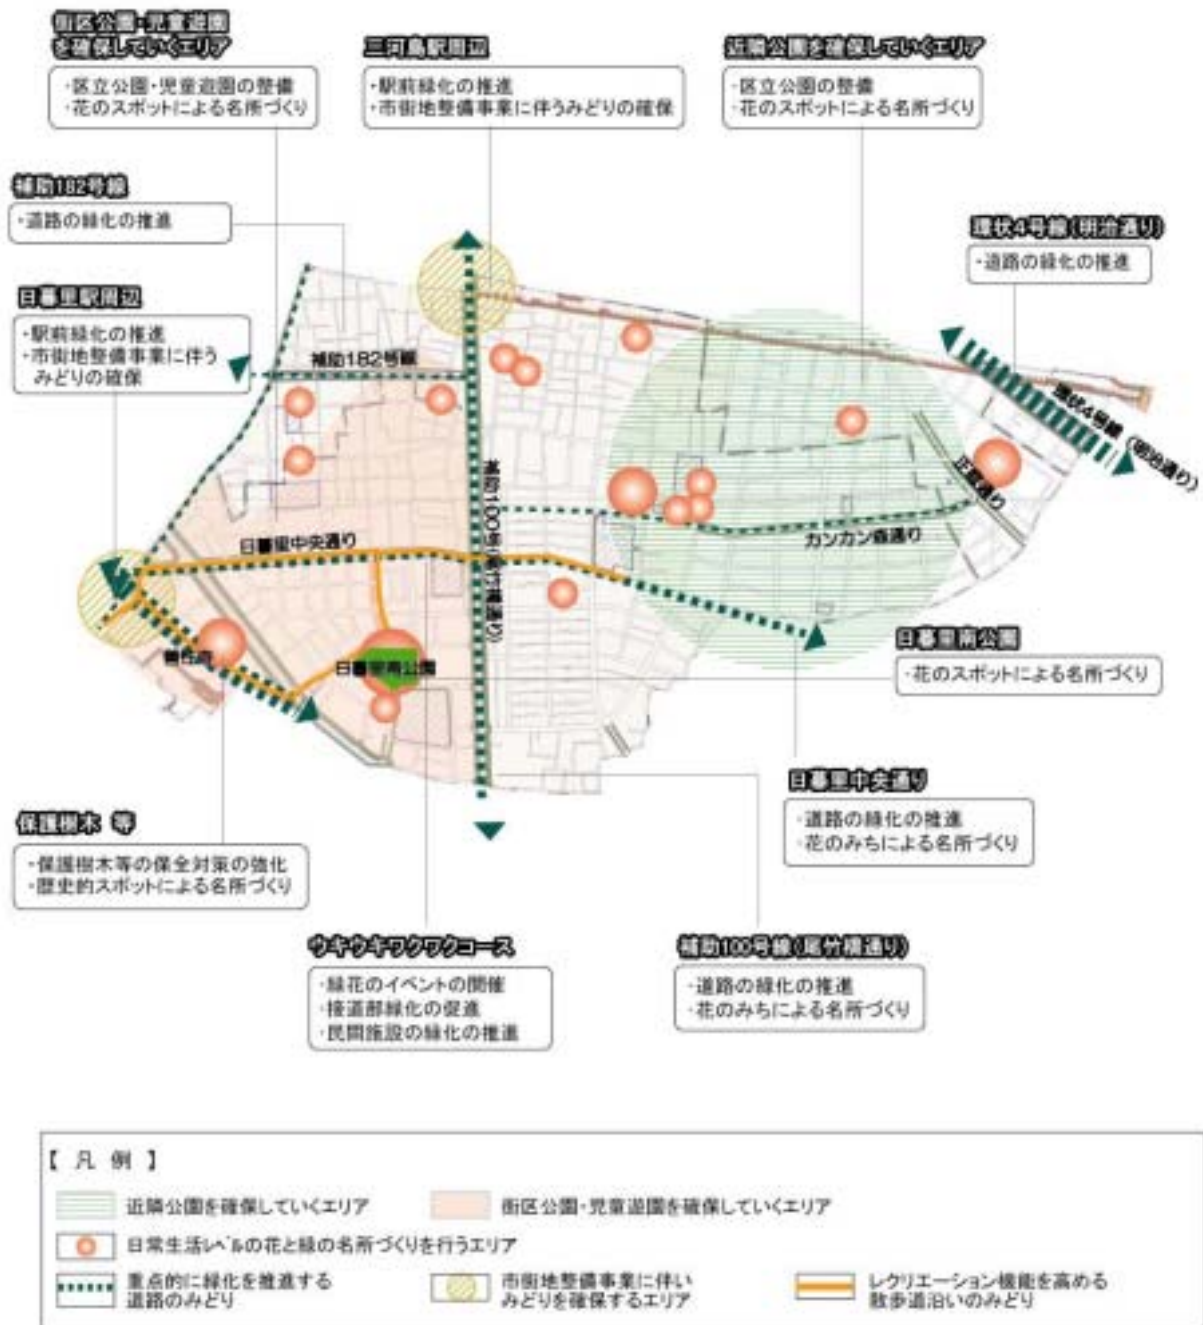 街区公園・児童遊園
を確保していくエリア
・区立公園・児童遊園の整備
・花のスポットによる名所づくり
三河島駅周辺
・駅前緑化の推進
・市街地整備事業に伴うみどりの確保
近隣公園を確保していくエリア
・区立公園の整備
・花のスポットによる名所づくり
補助182号線
・道路の緑化の推進
環状4号線(明治通り)
・道路の緑化の推進
日暮里駅周辺
・駅前緑化の推進
・市街地整備事業に伴う
みどりの確保
補助182号線
環状4号線(明治通り)
正庭通り
補助100号(尾竹橋通り)
カンカン森通り
日暮里中央通り
日暮里南公園
日暮里南公園
・花のスポットによる名所づくり
日暮里中央通り
・道路の緑化の推進
・花のみちによる名所づくり
保護樹木 等
・保護樹木等の保全対策の強化
・歴史的スポットによる名所づくり
ウキウキワクワクコース
・緑花のイベントの開催
・接道部緑化の促進
・民間施設の緑化の推進
補助100号線(尾竹橋通り)
・道路の緑化の推進
・花のみちによる名所づくり
【 凡 例 】
近隣公園を確保していくエリア
街区公園・児童遊園を確保していくエリア
日常生活レベルの花と緑の名所づくりを行うエリア
重点的に緑化を推進する
道路のみどり
市街地整備事業に伴い
みどりを確保するエリア
レクリエーション機能を高める
散歩道沿いのみどり